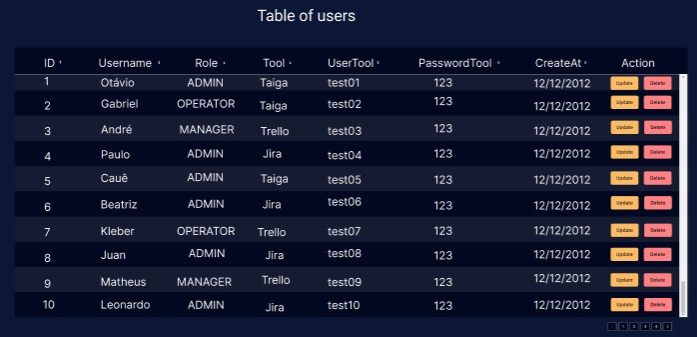 Table of users
ID Username Role Tool UserTool PasswordTool CreateAt Action
1 Otávio ADMIN Taiga test01 123 12/12/2012 Update Delete
2 Gabriel OPERATOR Taiga test02 123 12/12/2012 Update Delete
3 André MANAGER Trello test03 123 12/12/2012 Update Delete
4 Paulo ADMIN Jira test04 123 12/12/2012 Update Delete
5 Cauê ADMIN Taiga test05 123 12/12/2012 Update Delete
6 Beatriz ADMIN Jira test06 123 12/12/2012 Update Delete
7 Kleber OPERATOR Trello test07 123 12/12/2012 Update Delete
8 Juan ADMIN Jira test08 123 12/12/2012 Update Delete
9 Matheus MANAGER Trello test09 123 12/12/2012 Update Delete
10 Leonardo ADMIN Jira test10 123 12/12/2012 Update Delete